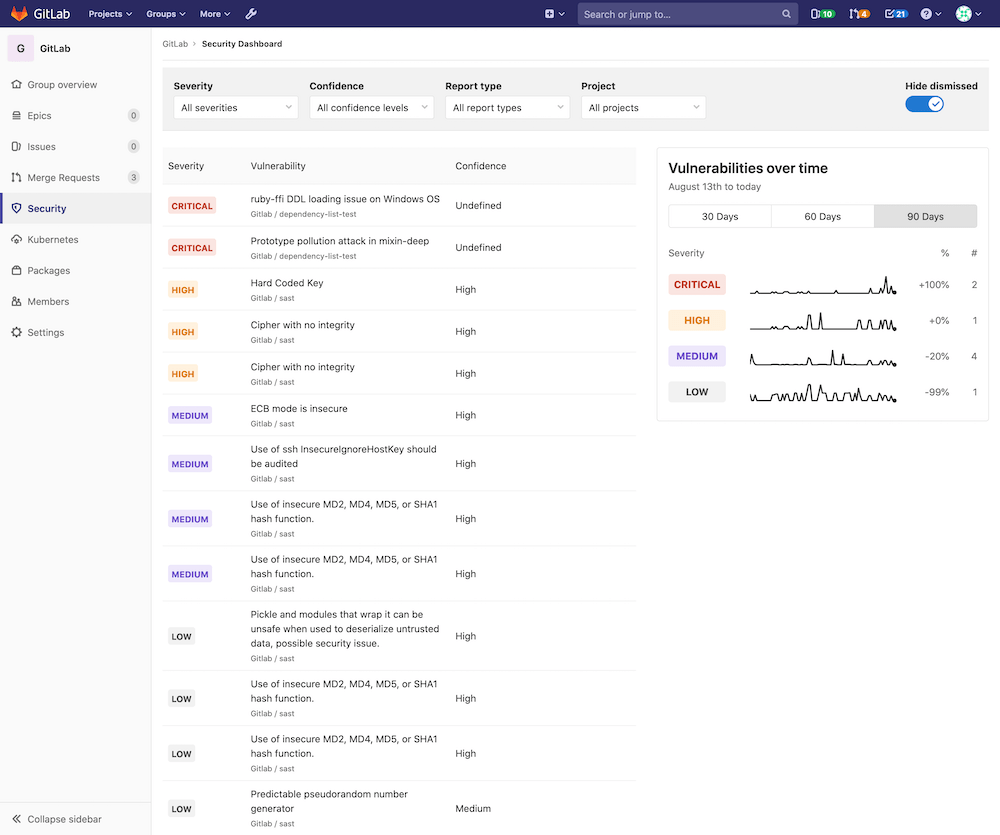 GitLab Projects Groups More Search or jump to... 10 4 21
G GitLab
Group overview
Epics 0
Issues 0
Merge Requests 3
Security
Kubernetes
Packages
Members
Settings
Collapse sidebar
GitLab › Security Dashboard
Severity Confidence Report type Project Hide dismissed
All severities All confidence levels All report types All projects
Severity Vulnerability Confidence
CRITICAL ruby-ffi DDL loading issue on Windows OS Undefined
Gitlab / dependency-list-test
CRITICAL Prototype pollution attack in mixin-deep Undefined
Gitlab / dependency-list-test
HIGH Hard Coded Key High
Gitlab / sast
HIGH Cipher with no integrity High
Gitlab / sast
HIGH Cipher with no integrity High
Gitlab / sast
MEDIUM ECB mode is insecure High
Gitlab / sast
MEDIUM Use of ssh InsecureIgnoreHostKey should
be audited High
Gitlab / sast
MEDIUM Use of insecure MD2, MD4, MD5, or SHA1
hash function. High
Gitlab / sast
MEDIUM Use of insecure MD2, MD4, MD5, or SHA1
hash function. High
Gitlab / sast
LOW Pickle and modules that wrap it can be
unsafe when used to deserialize untrusted High
data, possible security issue.
Gitlab / sast
LOW Use of insecure MD2, MD4, MD5, or SHA1
hash function. High
Gitlab / sast
LOW Use of insecure MD2, MD4, MD5, or SHA1
hash function. High
Gitlab / sast
LOW Predictable pseudorandom number
generator Medium
Gitlab / sast
Vulnerabilities over time
August 13th to today
30 Days 60 Days 90 Days
Severity % #
CRITICAL +100% 2
HIGH +0% 1
MEDIUM -20% 4
LOW -99% 1